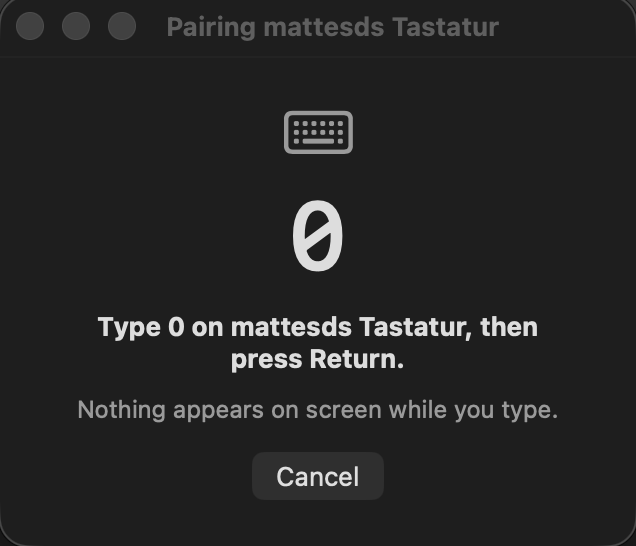 Pairing mattesds Tastatur
0
Type 0 on mattesds Tastatur, then
press Return.
Nothing appears on screen while you type.
Cancel